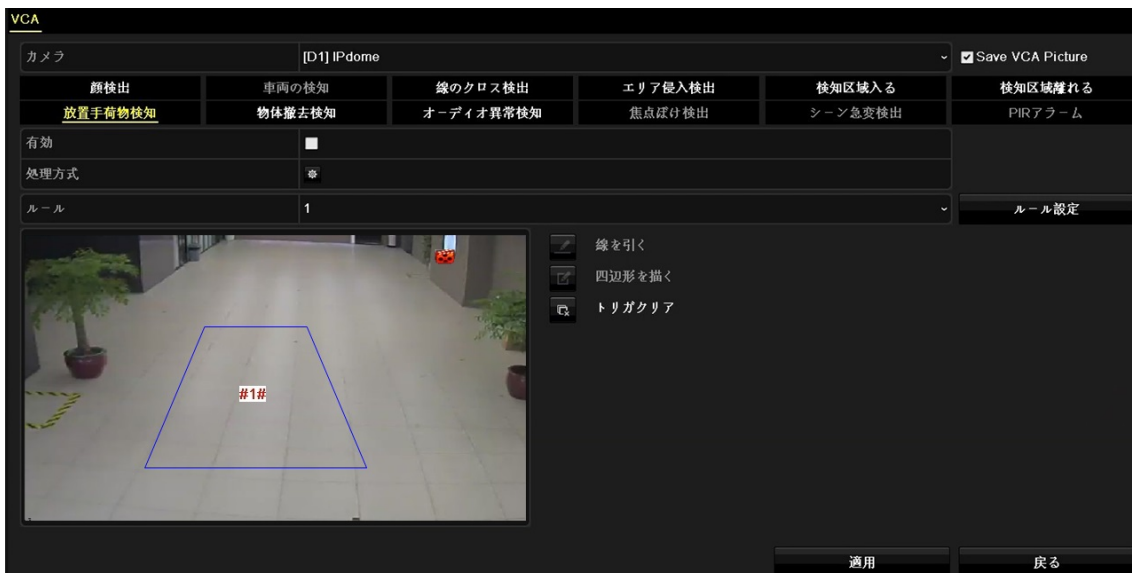 VCA
カメラ [D1] IPdome Save VCA Picture
顔検出 車両の検知 線のクロス検出 エリア侵入検出 検知区域入る 検知区域離れる
放置手荷物検知 物体撤去検知 オーディオ異常検知 焦点ぼけ検出 シーン急変検出 PIRアラーム
有効
処理方式
ルール 1 ルール設定
線を引く
四辺形を描く
トリガクリア
#1#
適用 戻る